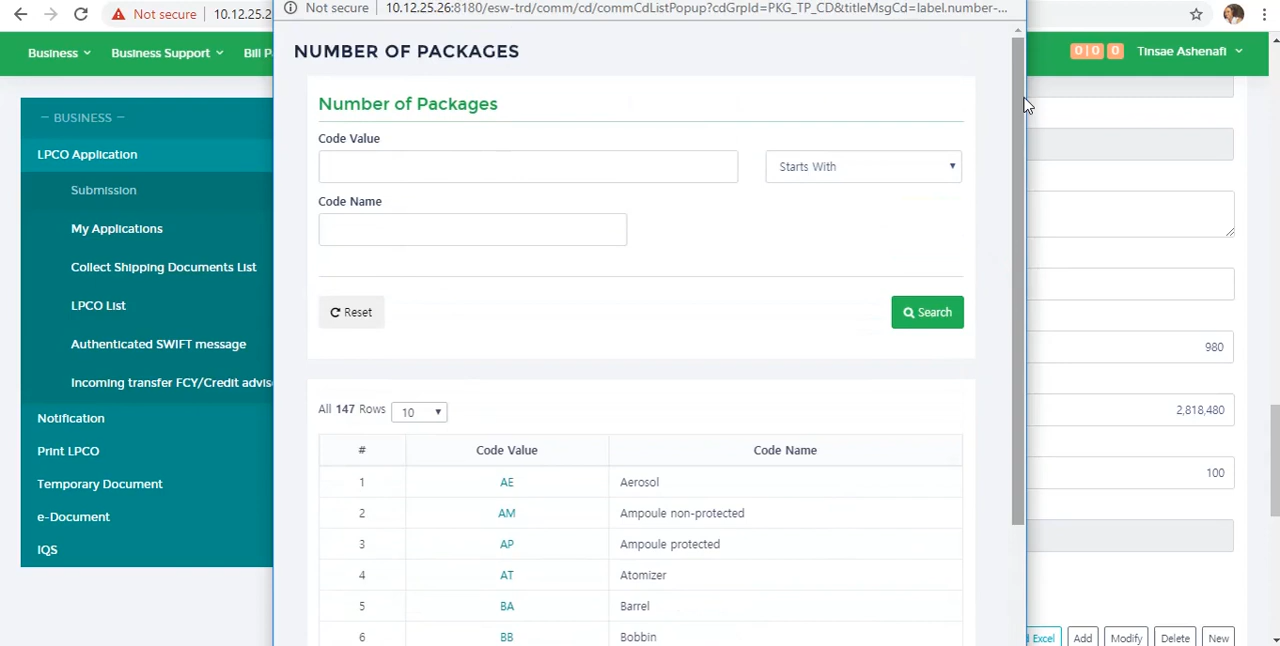 Not secure 10.12.25.2
Not secure 10.12.25.26:8180/esw-trd/comm/cd/commCdListPopup?cdGrpId=PKG_TP_CD&titleMsgCd=label.number-...
Business Business Support Bill P
0 | 0 0 Tinsae Ashenafi
NUMBER OF PACKAGES
Number of Packages
Code Value
Starts With
Code Name
Reset
Search
All 147 Rows 10
# Code Value Code Name
1 AE Aerosol
2 AM Ampoule non-protected
3 AP Ampoule protected
4 AT Atomizer
5 BA Barrel
6 BB Bobbin
– BUSINESS –
LPCO Application
Submission
My Applications
Collect Shipping Documents List
LPCO List
Authenticated SWIFT message
Incoming transfer FCY/Credit advis
Notification
Print LPCO
Temporary Document
e-Document
IQS
980
2,818,480
100
d Excel Add Modify Delete New